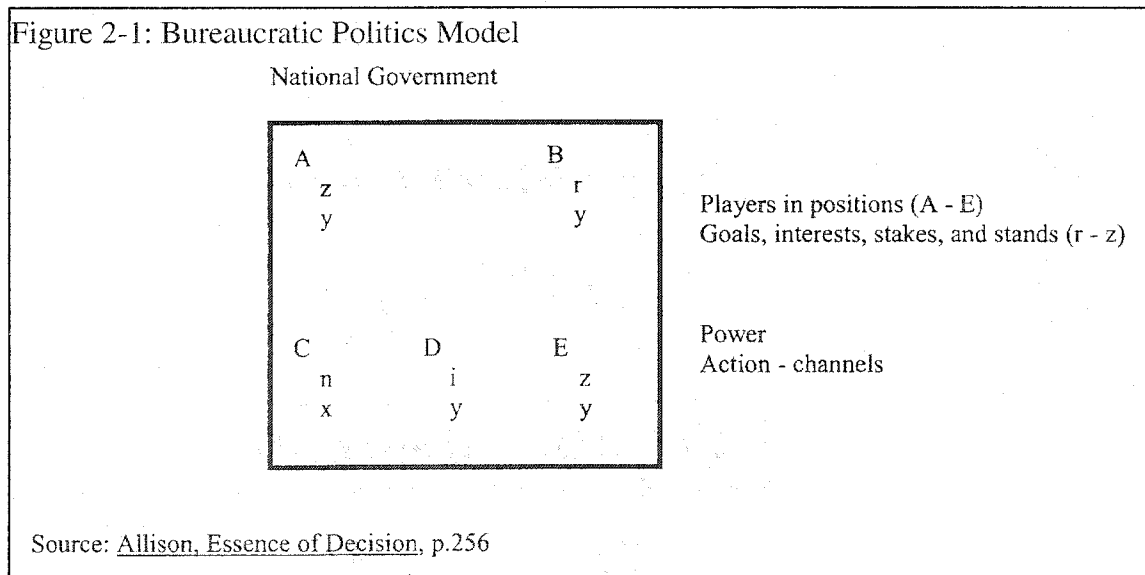 Figure 2-1: Bureaucratic Politics Model
National Government
A B
z r
y y
Players in positions (A - E)
Goals, interests, stakes, and stands (r - z)
C D E
n i z
x y y
Power
Action - channels
Source: Allison, Essence of Decision, p.256